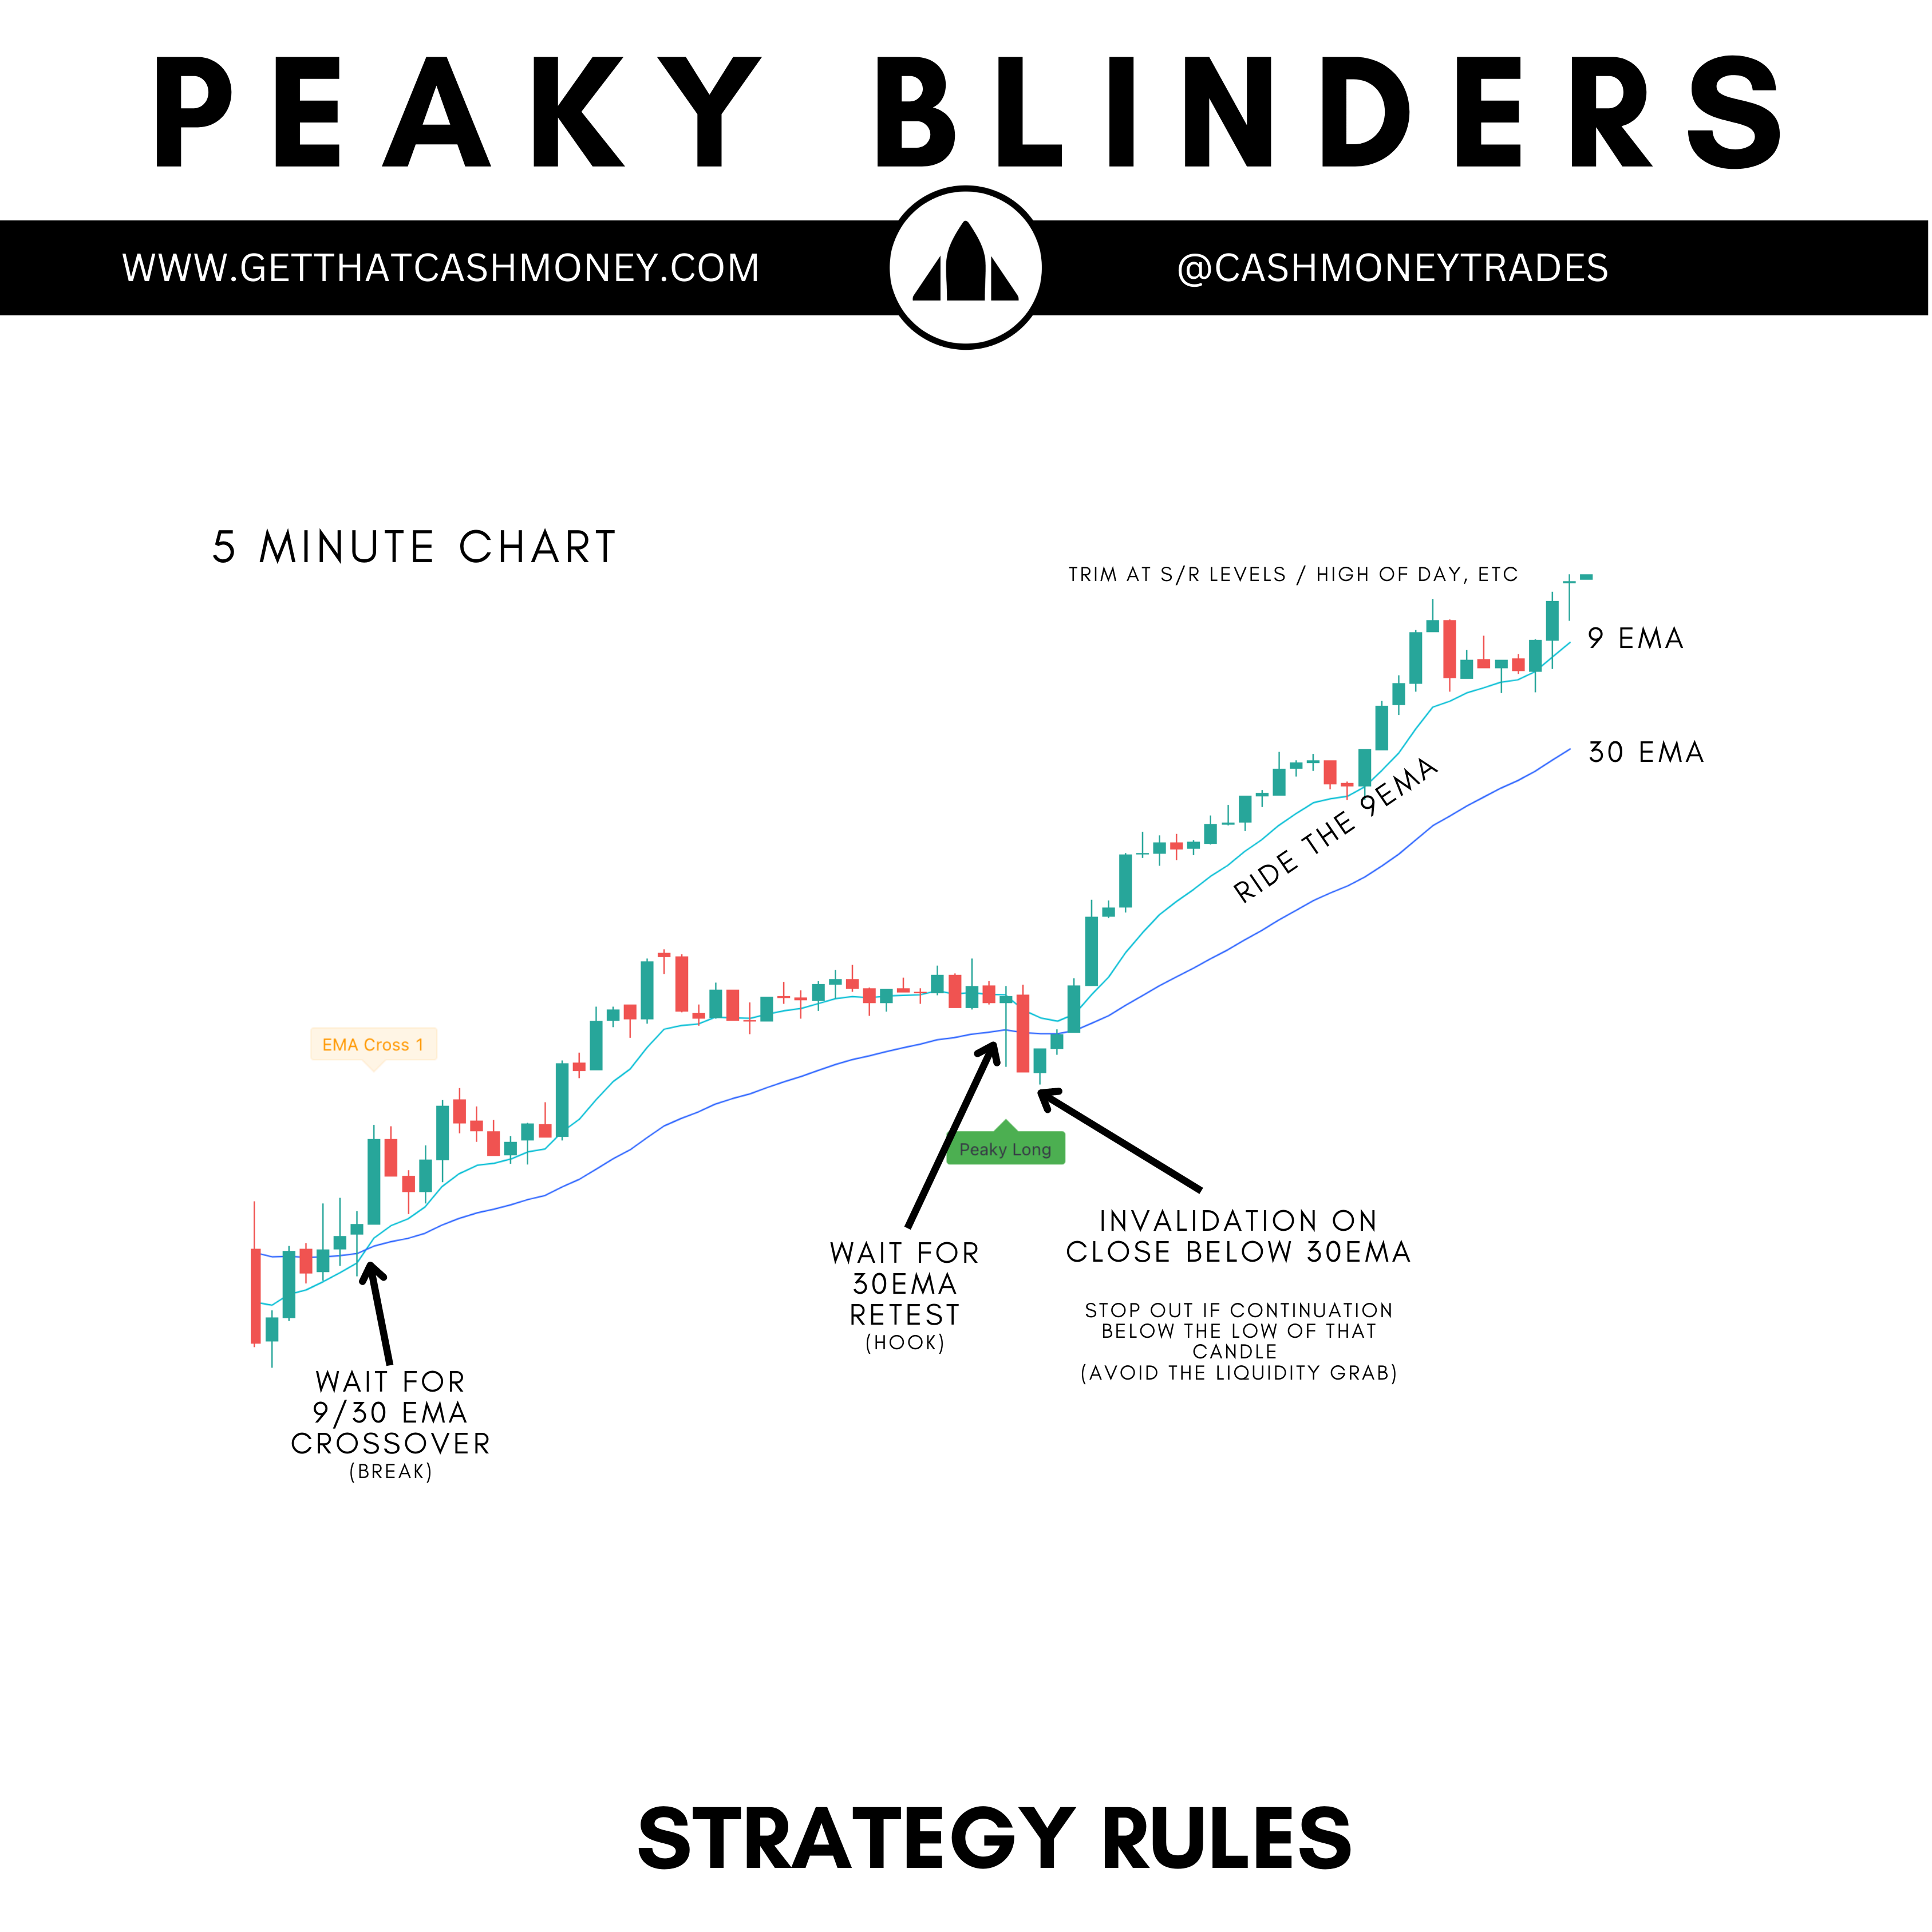 PEAKY BLINDERS
WWW.GETTHATCASHMONEY.COM
@CASHMONEYTRADES
5 MINUTE CHART
TRIM AT S/R LEVELS / HIGH OF DAY, ETC
9 EMA
30 EMA
RIDE THE 9EMA
EMA Cross 1
Peaky Long
WAIT FOR
9/30 EMA
CROSSOVER
(BREAK)
WAIT FOR
30EMA
RETEST
(HOOK)
INVALIDATION ON
CLOSE BELOW 30EMA
STOP OUT IF CONTINUATION
BELOW THE LOW OF THAT
CANDLE
(AVOID THE LIQUIDITY GRAB)
STRATEGY RULES